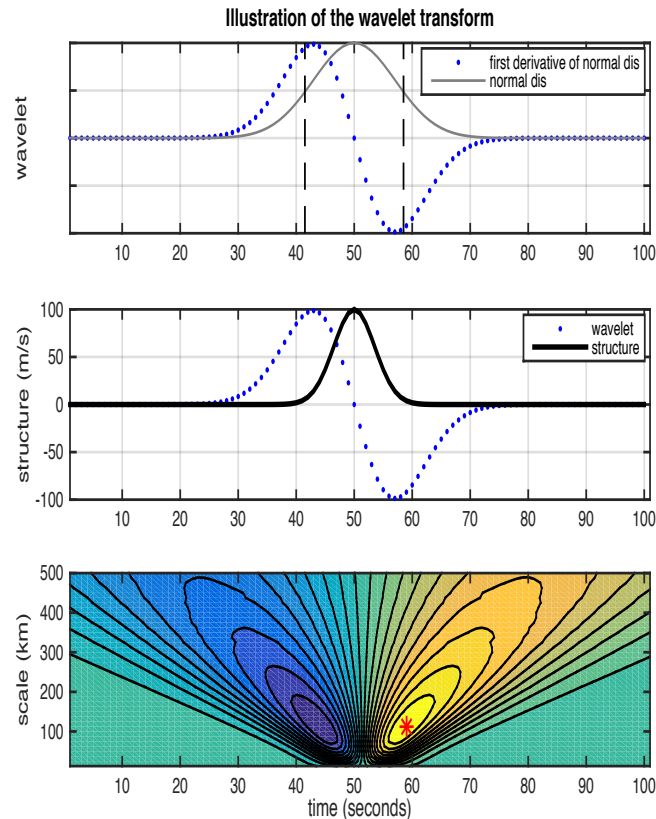 Illustration of the wavelet transform
first derivative of normal dis
normal dis
wavelet
10 20 30 40 50 60 70 80 90 100
100
50
0
-50
-100
wavelet
structure
structure (m/s)
10 20 30 40 50 60 70 80 90 100
500
400
300
200
100
scale (km)
10 20 30 40 50 60 70 80 90 100
time (seconds)